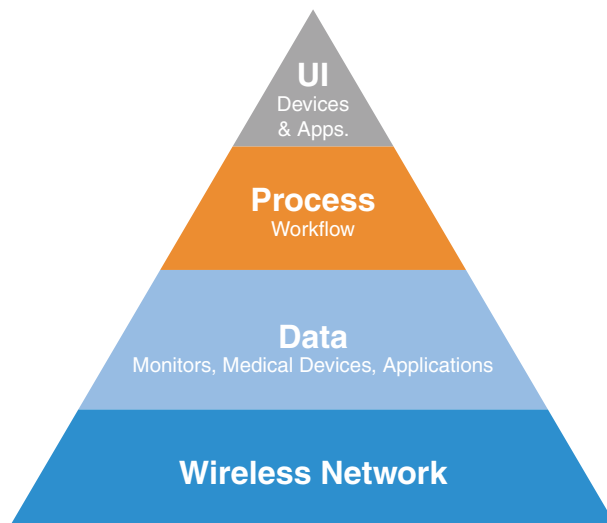 UI
Devices
& Apps.
Process
Workflow
Data
Monitors, Medical Devices, Applications
Wireless Network